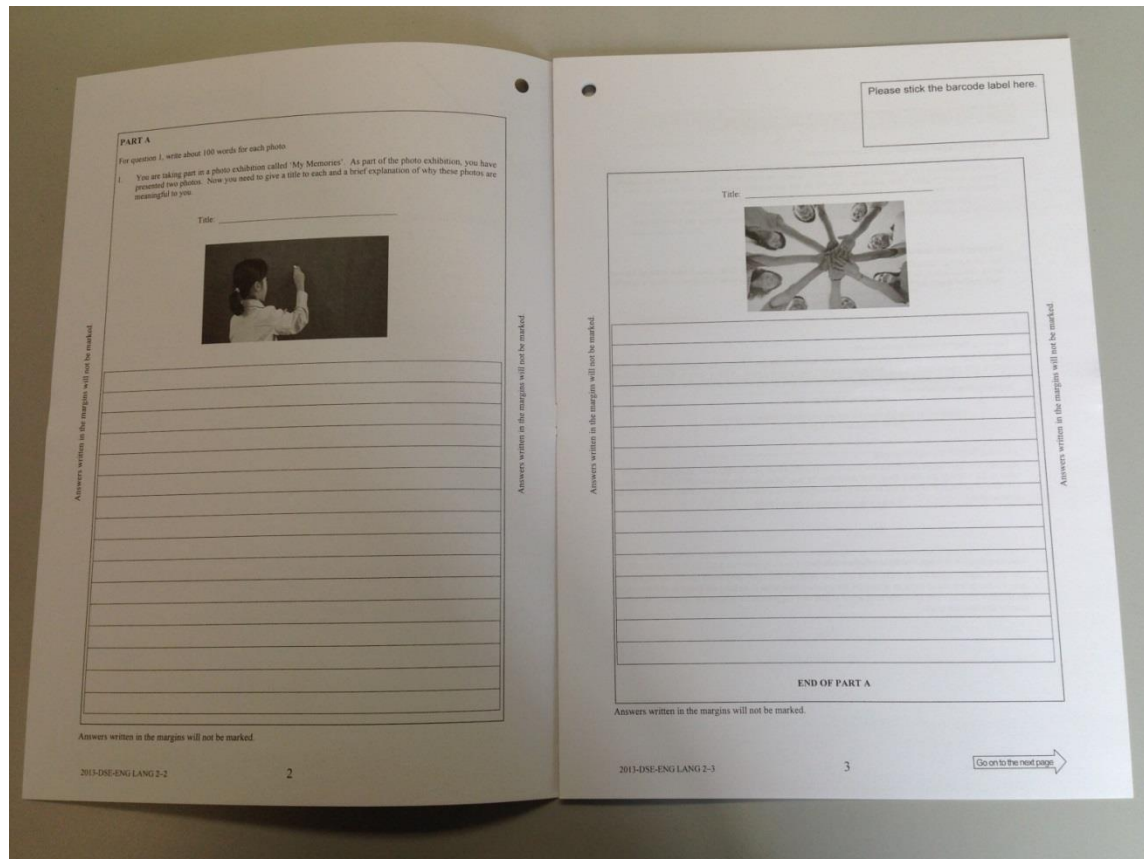 PART A
For question 1, write about 100 words for each photo.
1. You are taking part in a photo exhibition called 'My Memories'. As part of the photo exhibition, you have
presented two photos. Now you need to give a title to each and a brief explanation of why these photos are
meaningful to you.
Title:
Answers written in the margins will not be marked.
Answers written in the margins will not be marked.
Answers written in the margins will not be marked.
2013-DSE-ENG LANG 2–2
2
Please stick the barcode label here.
Title:
Answers written in the margins will not be marked.
Answers written in the margins will not be marked.
END OF PART A
Answers written in the margins will not be marked.
2013-DSE-ENG LANG 2–3
3
Go on to the next page